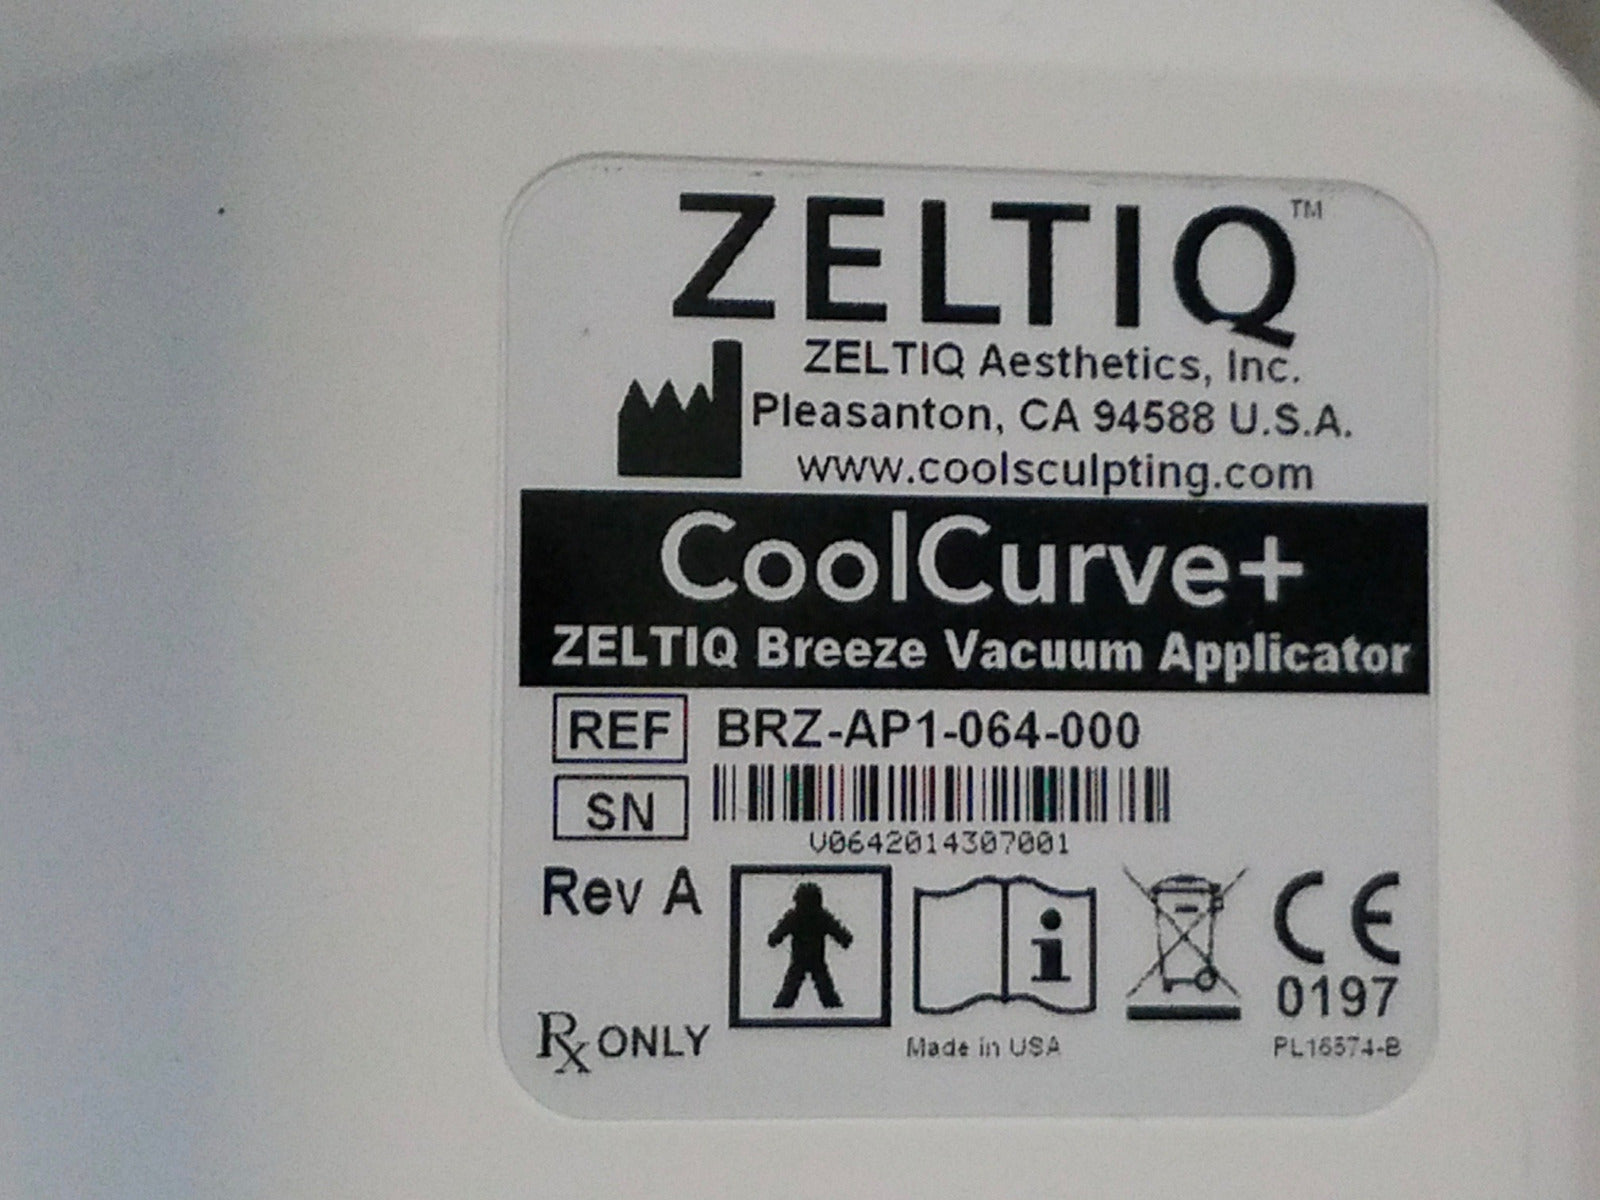 ZELTIQ™
ZELTIQ Aesthetics, Inc.
Pleasanton, CA 94588 U.S.A.
www.coolsculpting.com
CoolCurve+
ZELTIQ Breeze Vacuum Applicator
REF BRZ-AP1-064-000
SN
V0642014307001
Rev A
i
CE
0197
Rx ONLY
Made in USA
PL16574-B